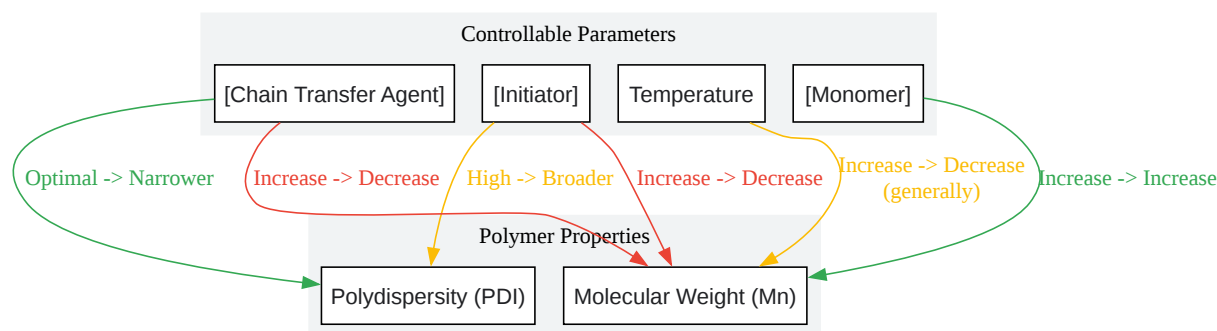 Controllable Parameters
[Chain Transfer Agent]
[Initiator]
Temperature
[Monomer]
Optimal -> Narrower
Increase -> Decrease
High -> Broader
Increase -> Decrease
Increase -> Decrease
(generally)
Increase -> Increase
Polymer Properties
Polydispersity (PDI)
Molecular Weight (Mn)